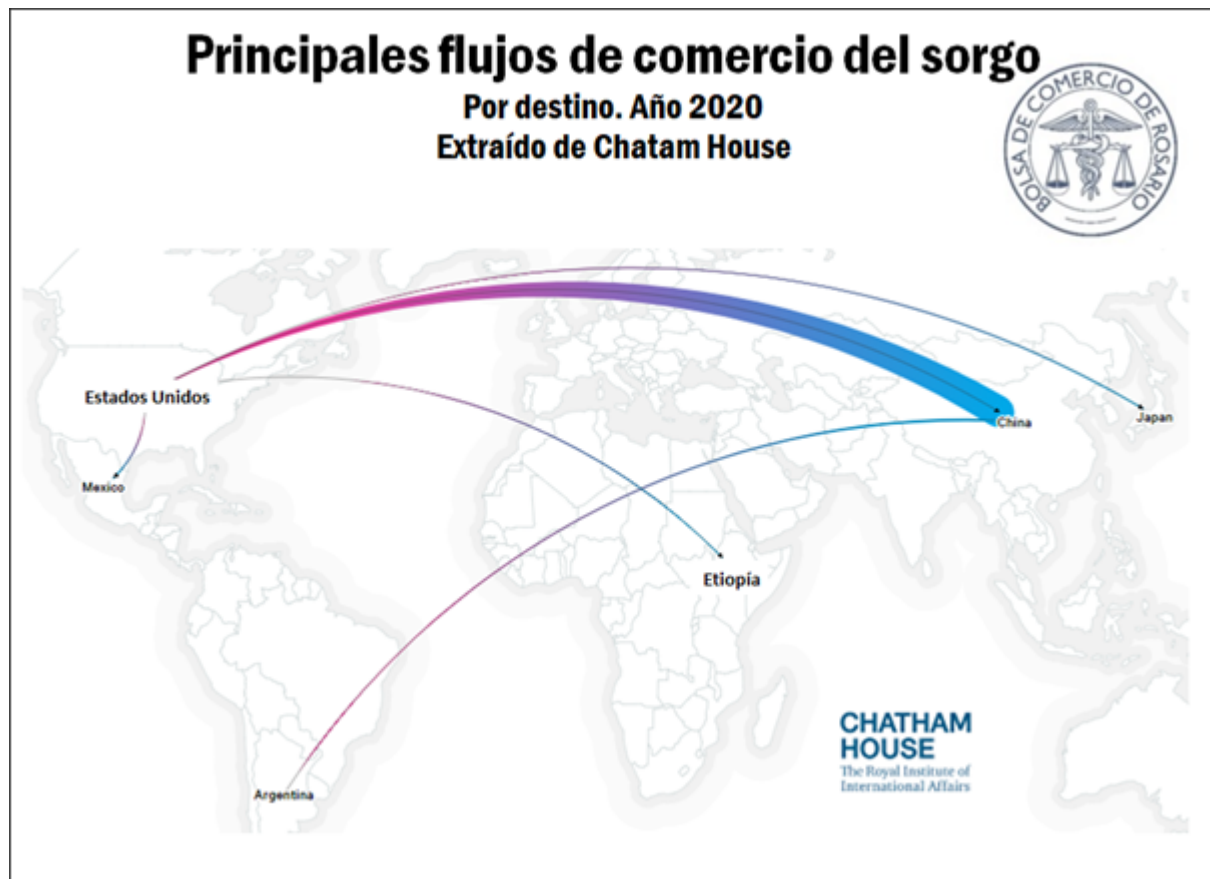 Principales flujos de comercio del sorgo
Por destino. Año 2020
Extraído de Chatam House
BOLSA DE COMERCIO DE ROSARIO
Estados Unidos
Mexico
China
Japan
Etiopía
Argentina
CHATHAM
HOUSE
The Royal Institute of
International Affairs